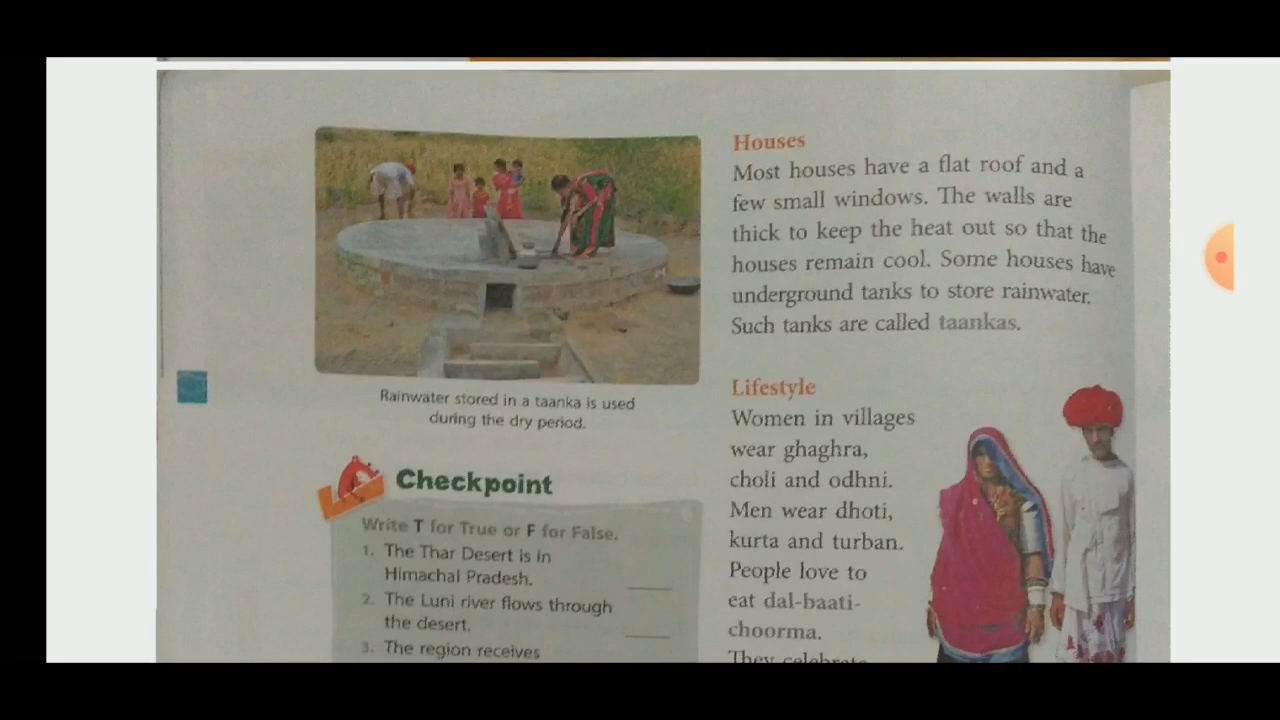 Rainwater stored in a taanka is used
during the dry period.
Checkpoint
Write T for True or F for False.
1. The Thar Desert is in
Himachal Pradesh.
2. The Luni river flows through
the desert.
3. The region receives
Houses
Most houses have a flat roof and a
few small windows. The walls are
thick to keep the heat out so that the
houses remain cool. Some houses have
underground tanks to store rainwater.
Such tanks are called taankas.
Lifestyle
Women in villages
wear ghaghra,
choli and odhni.
Men wear dhoti,
kurta and turban.
People love to
eat dal-baati-
choorma.
They celebrate